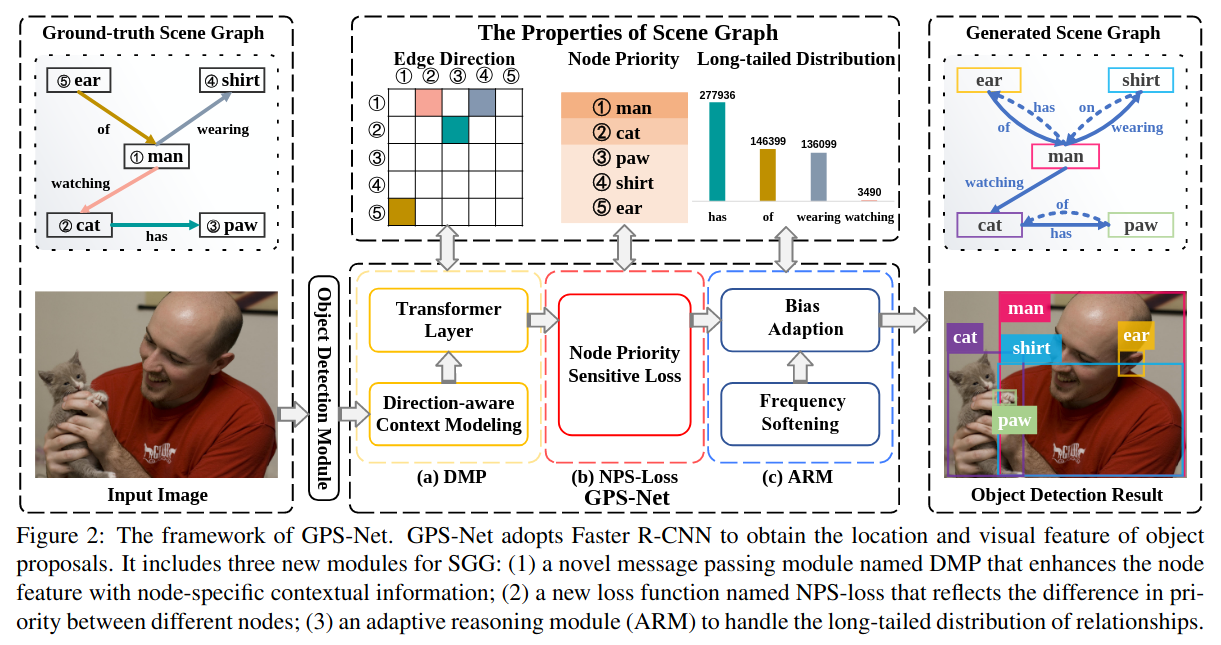 Ground-truth Scene Graph
⑤ ear
④ shirt
of
wearing
① man
watching
② cat
③ paw
has
Input Image
Object Detection Module
The Properties of Scene Graph
Edge Direction
① ② ③ ④ ⑤
①
②
③
④
⑤
Node Priority
① man
② cat
③ paw
④ shirt
⑤ ear
Long-tailed Distribution
277936
146399
136099
3490
has of wearing watching
Transformer
Layer
Direction-aware
Context Modeling
(a) DMP
Node Priority
Sensitive Loss
(b) NPS-Loss
Bias
Adaption
Frequency
Softening
(c) ARM
GPS-Net
Generated Scene Graph
ear
shirt
has
on
of
wearing
man
watching
of
cat
paw
has
man
cat
shirt
ear
paw
Object Detection Result
Figure 2: The framework of GPS-Net. GPS-Net adopts Faster R-CNN to obtain the location and visual feature of object
proposals. It includes three new modules for SGG: (1) a novel message passing module named DMP that enhances the node
feature with node-specific contextual information; (2) a new loss function named NPS-loss that reflects the difference in pri-
ority between different nodes; (3) an adaptive reasoning module (ARM) to handle the long-tailed distribution of relationships.